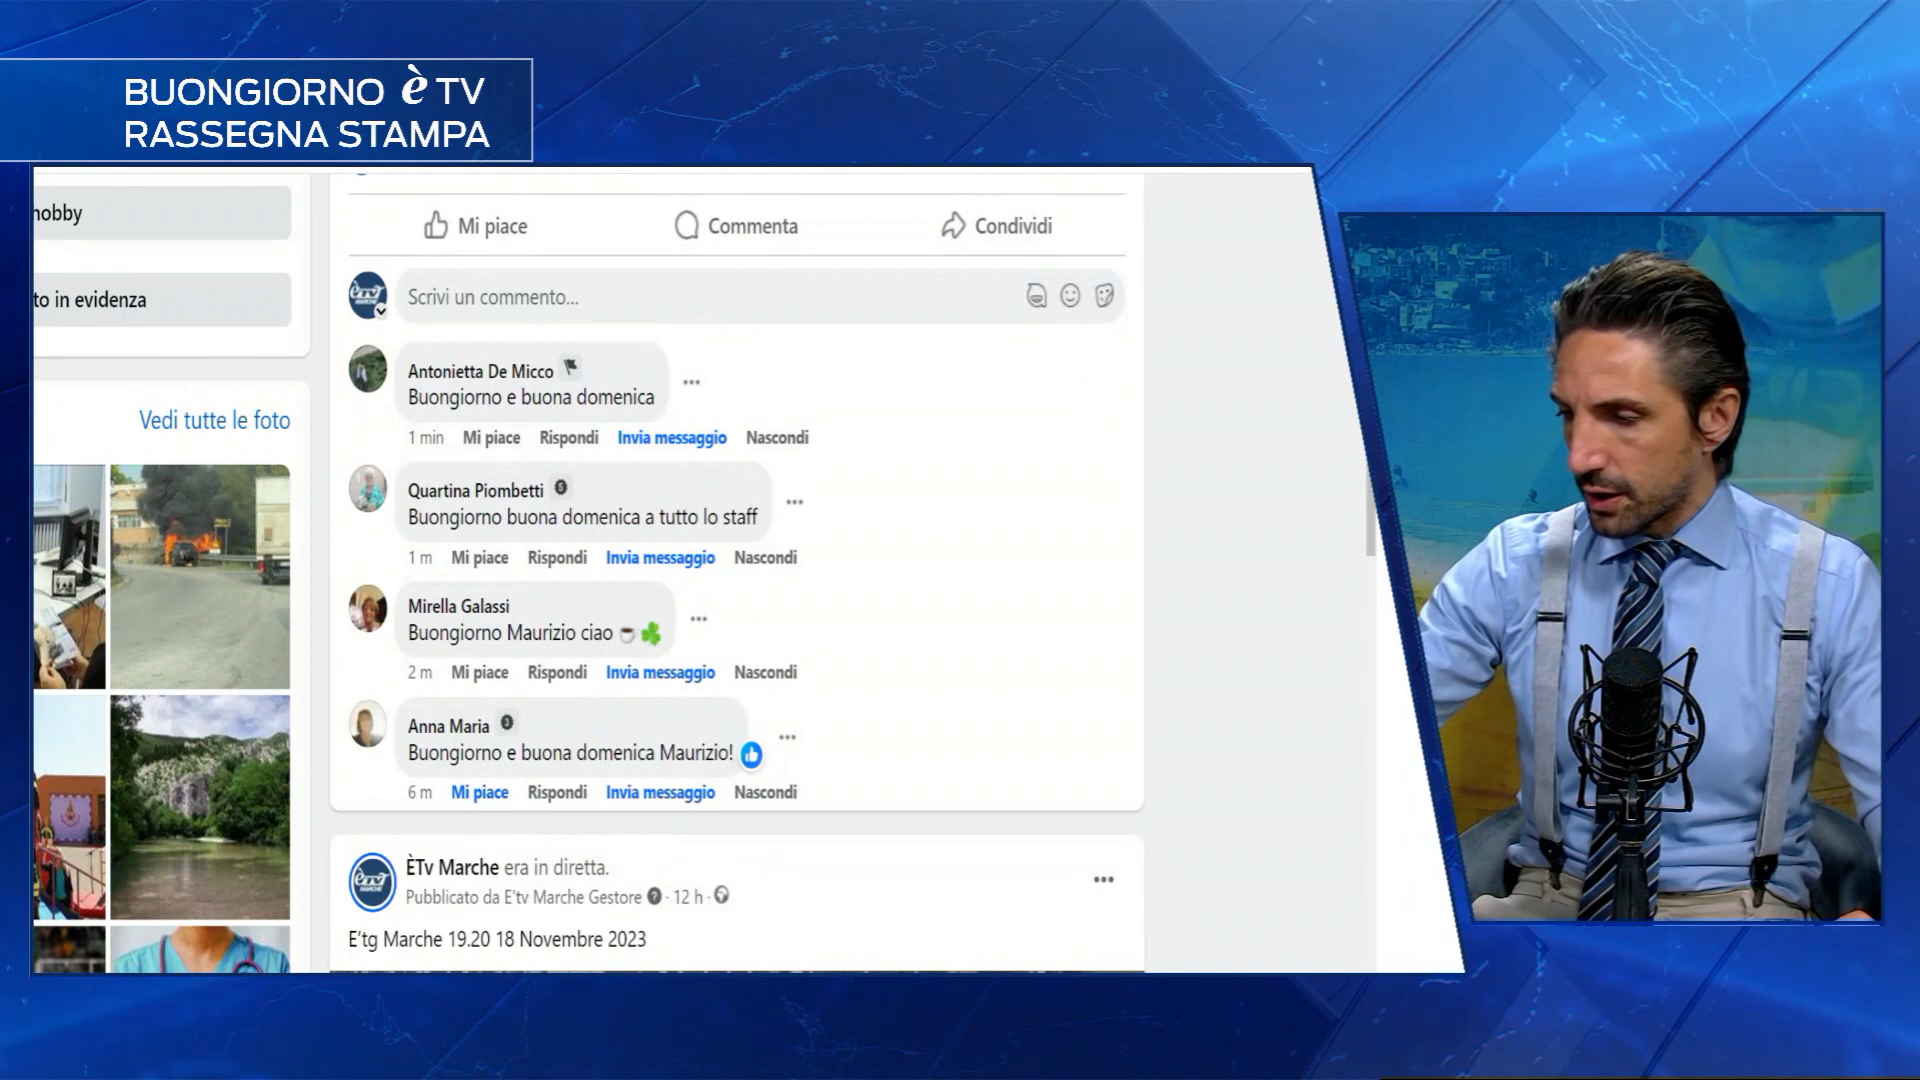 BUONGIORNO è TV
RASSEGNA STAMPA
hobby
to in evidenza
Vedi tutte le foto
Mi piace
Commenta
Condividi
Scrivi un commento...
Antonietta De Micco
Buongiorno e buona domenica
1 min Mi piace Rispondi Invia messaggio Nascondi
Quartina Piombetti
Buongiorno buona domenica a tutto lo staff
1 m Mi piace Rispondi Invia messaggio Nascondi
Mirella Galassi
Buongiorno Maurizio ciao ☕☘
2 m Mi piace Rispondi Invia messaggio Nascondi
Anna Maria
Buongiorno e buona domenica Maurizio!
6 m Mi piace Rispondi Invia messaggio Nascondi
ÈTv Marche era in diretta.
Pubblicato da E'tv Marche Gestore · 12 h ·
E'tg Marche 19.20 18 Novembre 2023